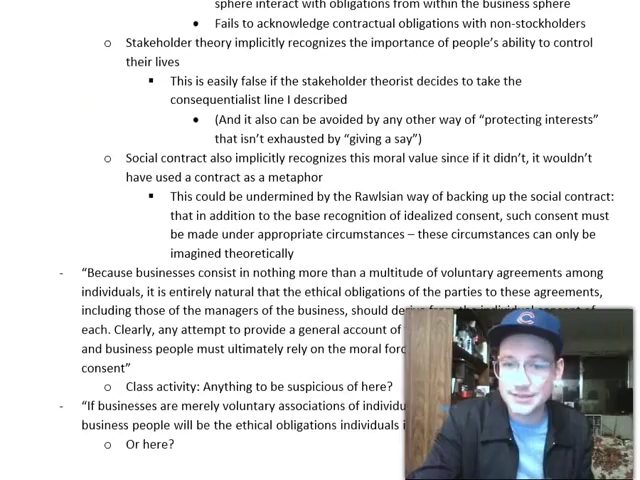 sphere interact with obligations from within the business sphere
• Fails to acknowledge contractual obligations with non-stockholders
o Stakeholder theory implicitly recognizes the importance of people's ability to control
their lives
▪ This is easily false if the stakeholder theorist decides to take the
consequentialist line I described
• (And it also can be avoided by any other way of "protecting interests"
that isn't exhausted by "giving a say")
o Social contract also implicitly recognizes this moral value since if it didn't, it wouldn't
have used a contract as a metaphor
▪ This could be undermined by the Rawlsian way of backing up the social contract:
that in addition to the base recognition of idealized consent, such consent must
be made under appropriate circumstances – these circumstances can only be
imagined theoretically
- "Because businesses consist in nothing more than a multitude of voluntary agreements among
individuals, it is entirely natural that the ethical obligations of the parties to these agreements,
including those of the managers of the business, should derive from the individual consent of
each. Clearly, any attempt to provide a general account of
and business people must ultimately rely on the moral forc
consent"
o Class activity: Anything to be suspicious of here?
- "If businesses are merely voluntary associations of individu
business people will be the ethical obligations individuals i
o Or here?
C